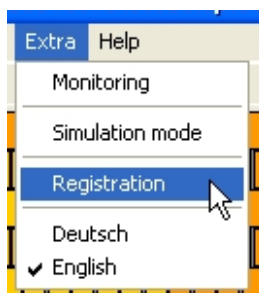 Extra Help
Monitoring
Simulation mode
Registration
Deutsch
✔ English